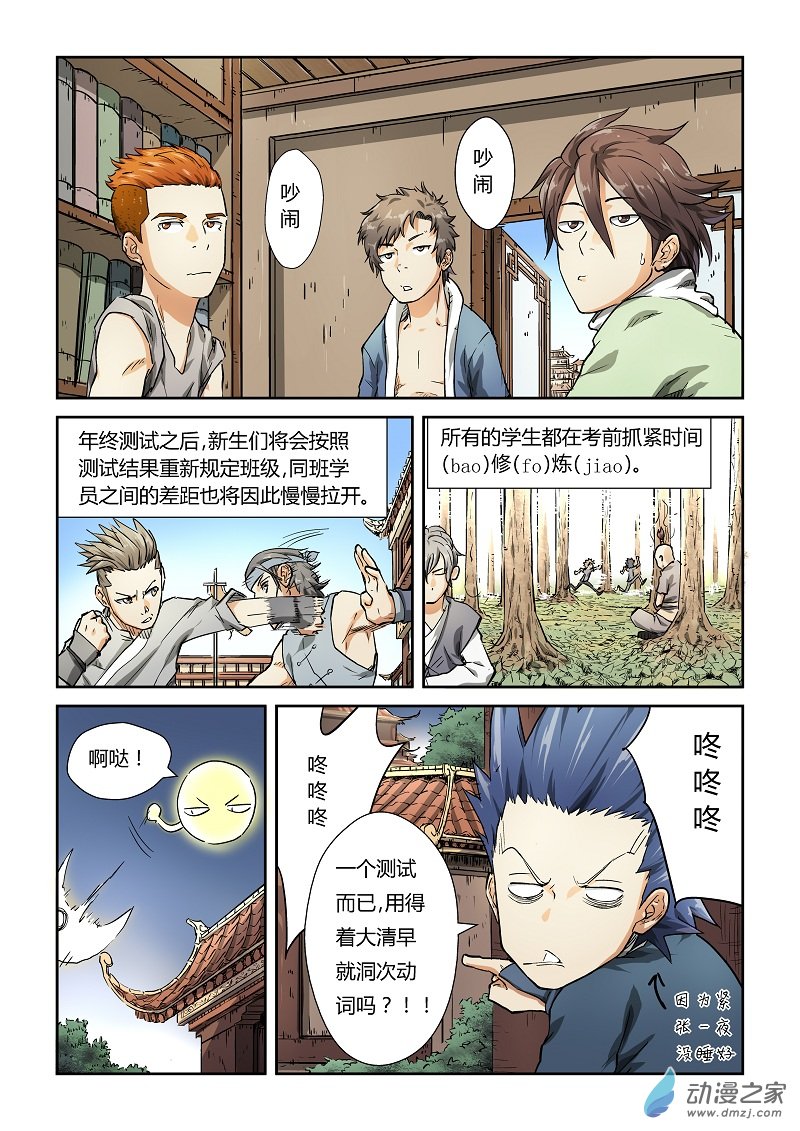 吵闹
吵闹
年终测试之后,新生们将会按照
测试结果重新规定班级,同班学
员之间的差距也将因此慢慢拉开。
所有的学生都在考前抓紧时间
(bao)修(fo)炼(jiao)。
啊哒!
咚咚咚
咚咚咚
一个测试
而已,用得
着大清早
就洞次动
词吗?!!
因为紧
张一夜
没睡好
动漫之家
www.dmzj.com